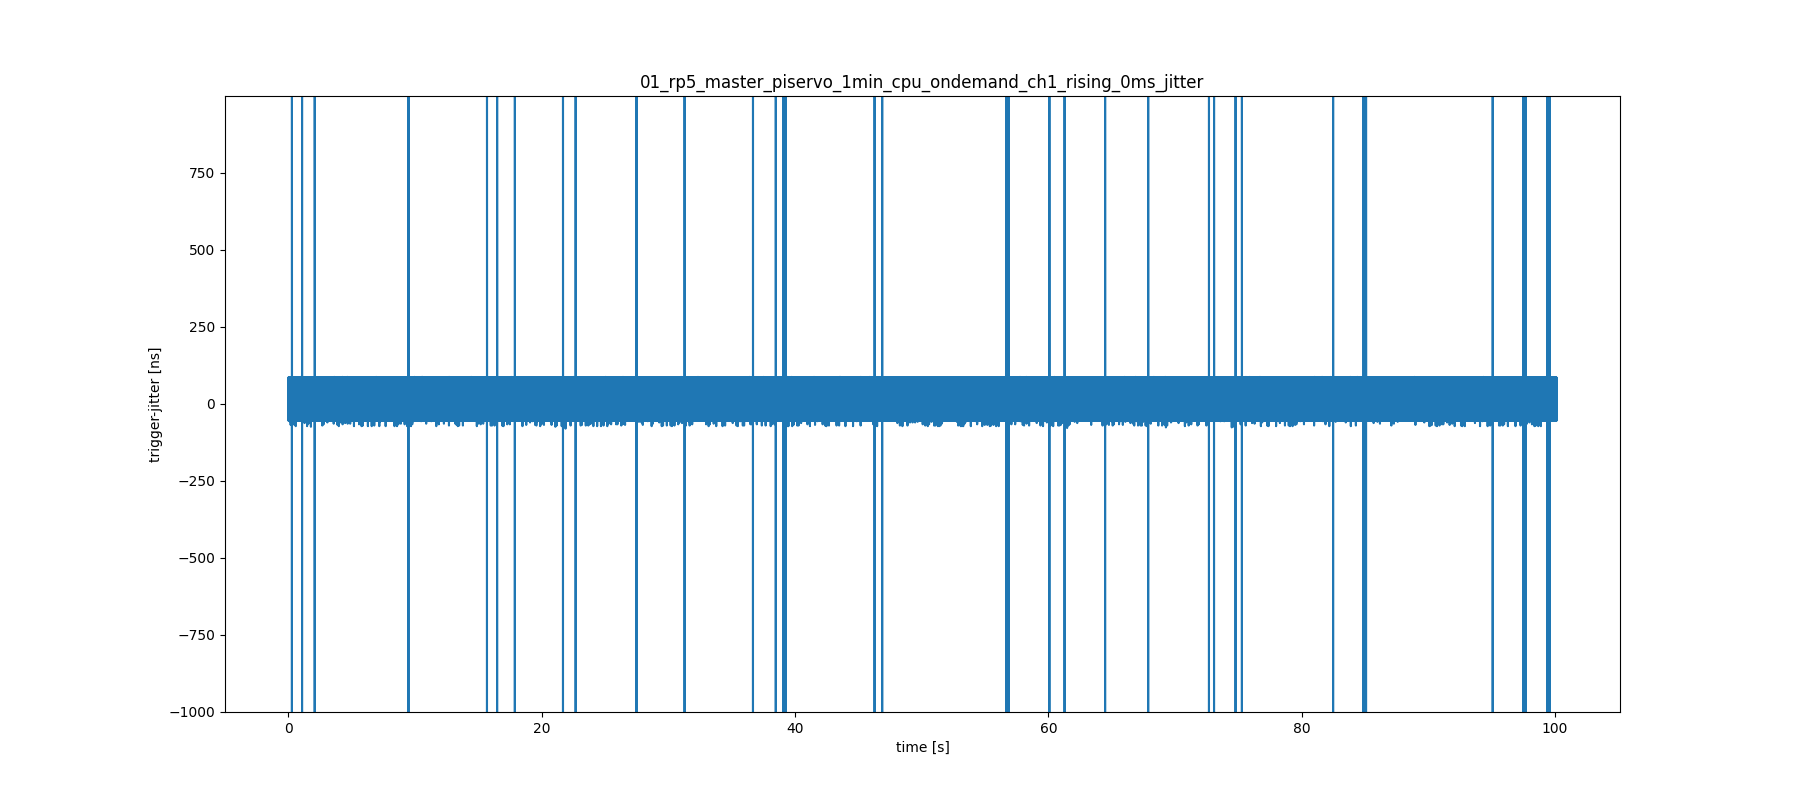 01_rp5_master_piservo_1min_cpu_ondemand_ch1_rising_0ms_jitter
trigger-jitter [ns]
750
500
250
0
−250
−500
−750
−1000
0 20 40 60 80 100
time [s]